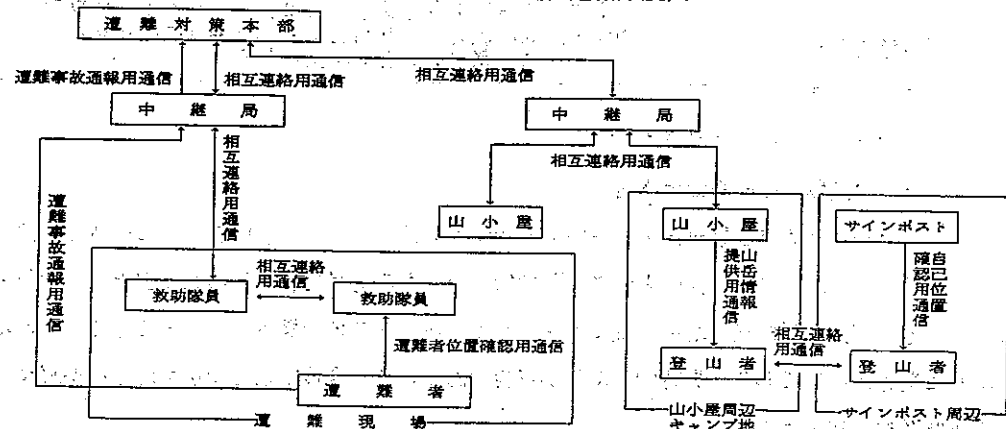 遭難対策本部
遭難事故通報用通信
相互連絡用通信
相互連絡用通信
中継局
中継局
相互連絡用通信
相互連絡用通信
遭難事故通報用通信
山小屋
山小屋
サインポスト
山岳情報
提供用通信
自己位置
確認用通信
相互連絡
用通信
救助隊員
救助隊員
遭難者位置確認用通信
相互連絡
用通信
登山者
登山者
遭難者
遭難現場
山小屋周辺
キャンプ地
サインポスト周辺